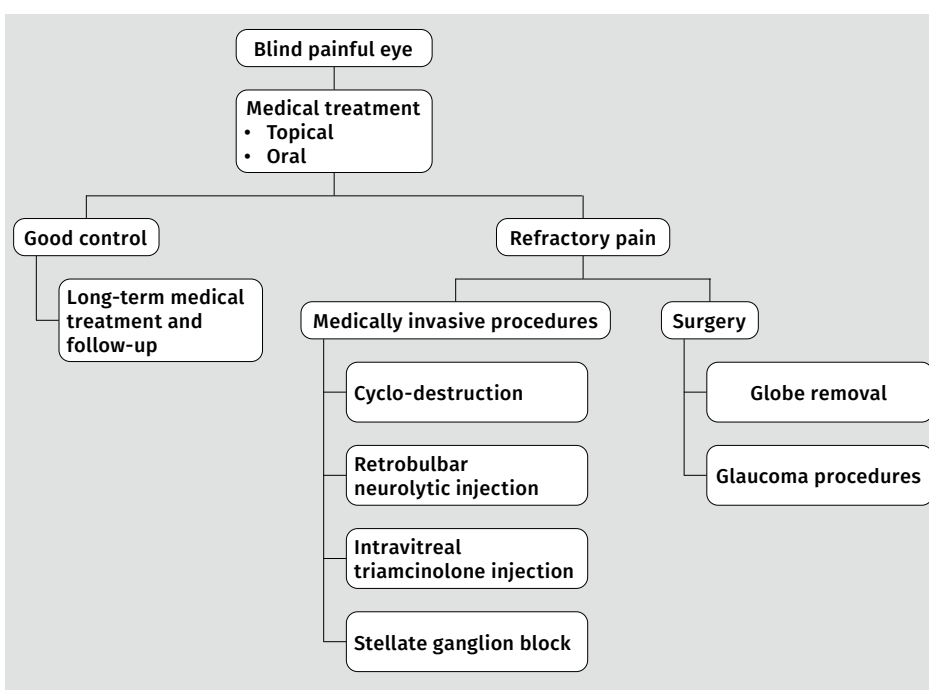 Blind painful eye
Medical treatment
• Topical
• Oral
Good control
Refractory pain
Long-term medical
treatment and
follow-up
Medically invasive procedures
Surgery
Cyclo-destruction
Globe removal
Retrobulbar
neurolytic injection
Glaucoma procedures
Intravitreal
triamcinolone injection
Stellate ganglion block